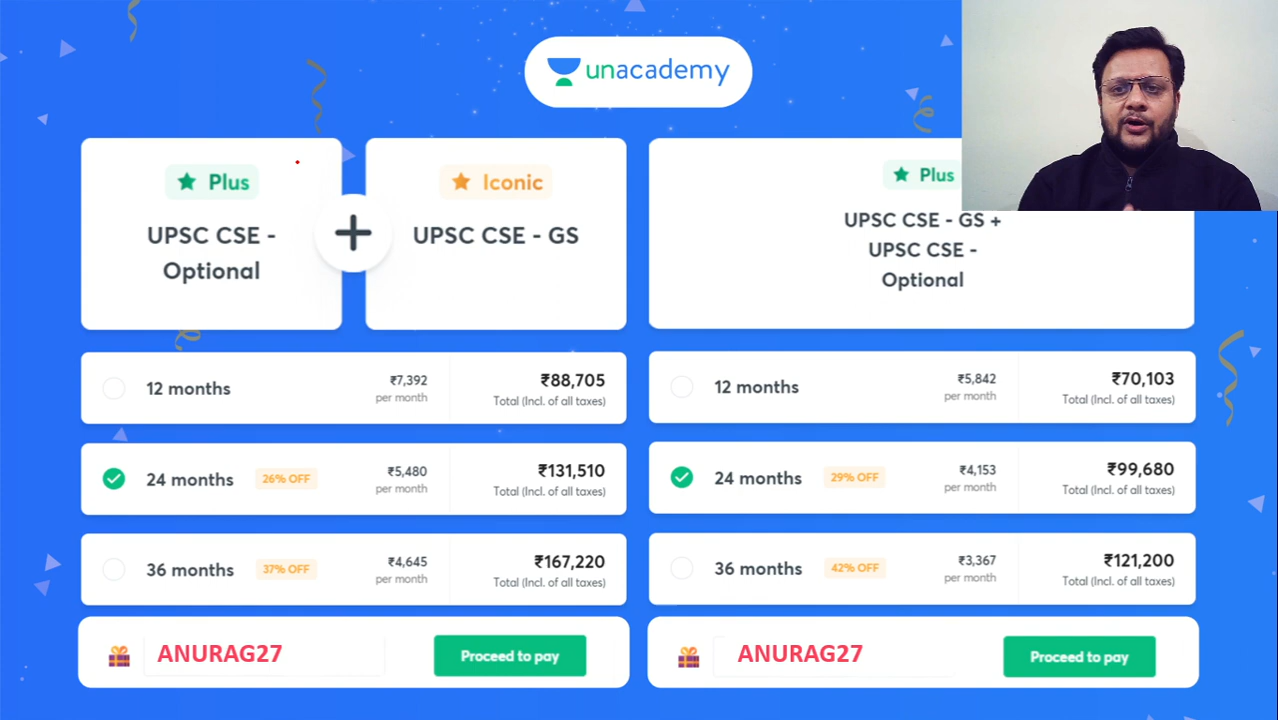 unacademy
Plus
UPSC CSE -
Optional
+
Iconic
UPSC CSE - GS
12 months ₹7,392 per month ₹88,705 Total (Incl. of all taxes)
24 months 26% OFF ₹5,480 per month ₹131,510 Total (Incl. of all taxes)
36 months 37% OFF ₹4,645 per month ₹167,220 Total (Incl. of all taxes)
ANURAG27 Proceed to pay
Plus
UPSC CSE - GS +
UPSC CSE -
Optional
12 months ₹5,842 per month ₹70,103 Total (Incl. of all taxes)
24 months 29% OFF ₹4,153 per month ₹99,680 Total (Incl. of all taxes)
36 months 42% OFF ₹3,367 per month ₹121,200 Total (Incl. of all taxes)
ANURAG27 Proceed to pay